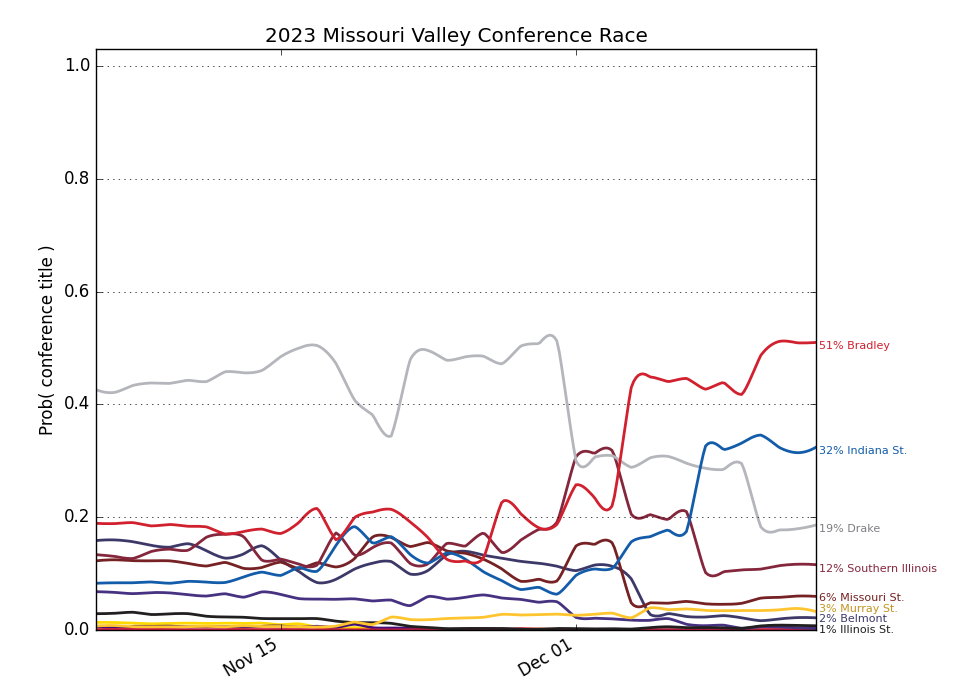 2023 Missouri Valley Conference Race
Prob( conference title )
1.0
0.8
0.6
0.4
0.2
0.0
Nov 15
Dec 01
51% Bradley
32% Indiana St.
19% Drake
12% Southern Illinois
6% Missouri St.
3% Murray St.
2% Belmont
1% Illinois St.